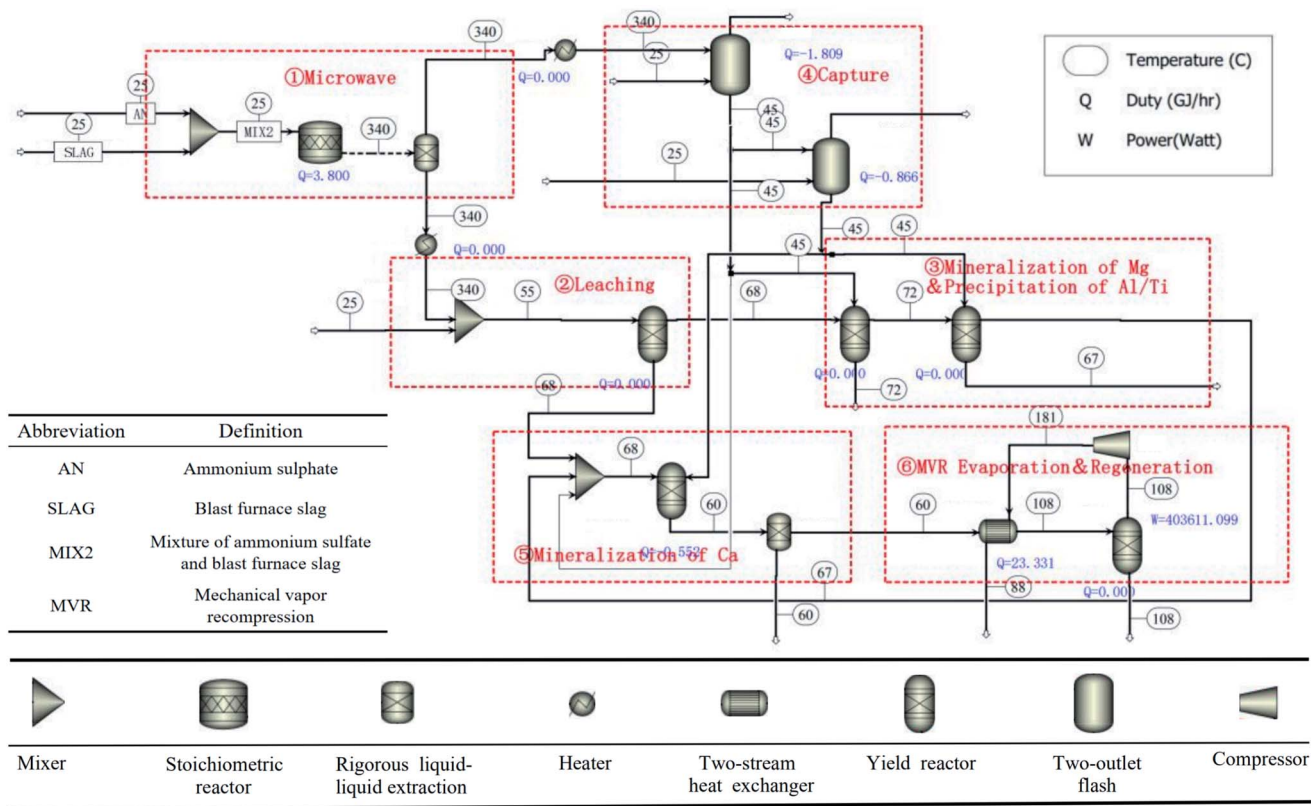 340
340
25
①Microwave
Q=0.000
25
Q=-1.809
④Capture
Temperature (C)
Q Duty (GJ/hr)
W Power(Watt)
25
AN
25
SLAG
25
MIX2
340
Q=3.800
45
45
25
45
Q=-0.866
340
Q=0.000
45
45
45
③Mineralization of Mg
&Precipitation of Al/Ti
②Leaching
340
55
25
68
72
Q=0.000
Q=0.000
Q=0.000
72
67
68
Abbreviation Definition
AN Ammonium sulphate
SLAG Blast furnace slag
MIX2 Mixture of ammonium sulfate
and blast furnace slag
MVR Mechanical vapor
recompression
68
60
⑤Mineralization of Ca
Q=-0.552
67
60
181
⑥MVR Evaporation&Regeneration
60
108
108
W=403611.099
Q=23.331
88
Q=0.000
108
Mixer
Stoichiometric
reactor
Rigorous liquid-
liquid extraction
Heater
Two-stream
heat exchanger
Yield reactor
Two-outlet
flash
Compressor